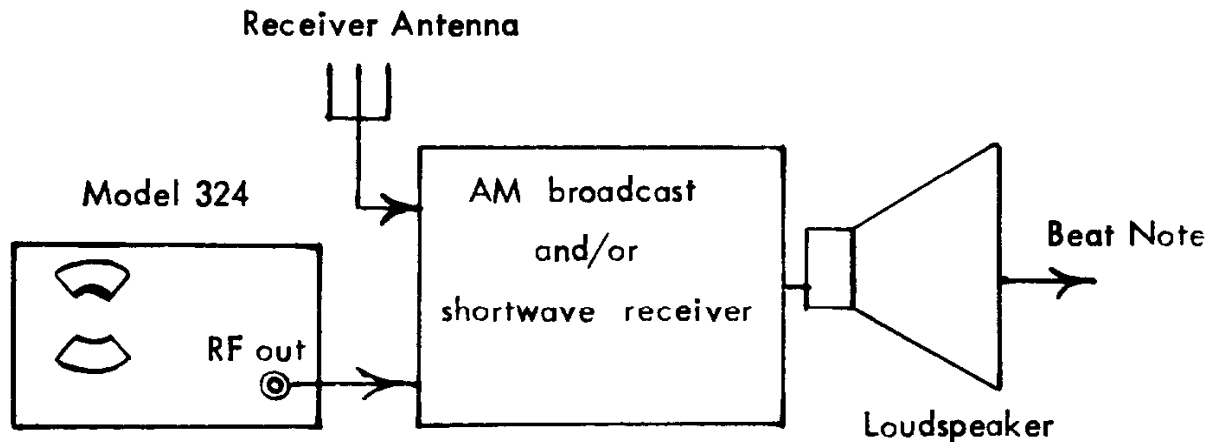 Receiver Antenna
Model 324
RF out
AM broadcast
and/or
shortwave receiver
Beat Note
Loudspeaker